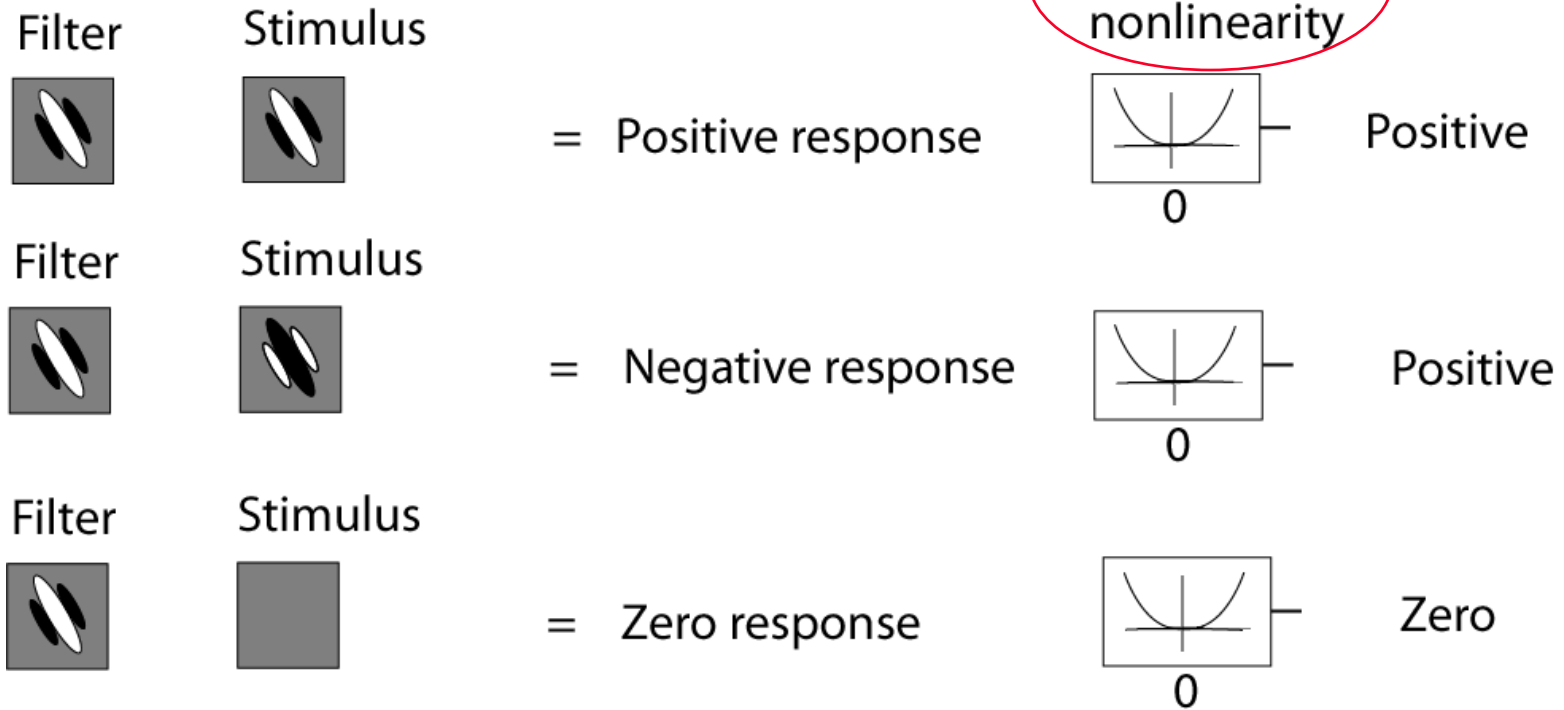 Filter Stimulus nonlinearity
= Positive response Positive
0
Filter Stimulus
= Negative response Positive
0
Filter Stimulus
= Zero response Zero
0